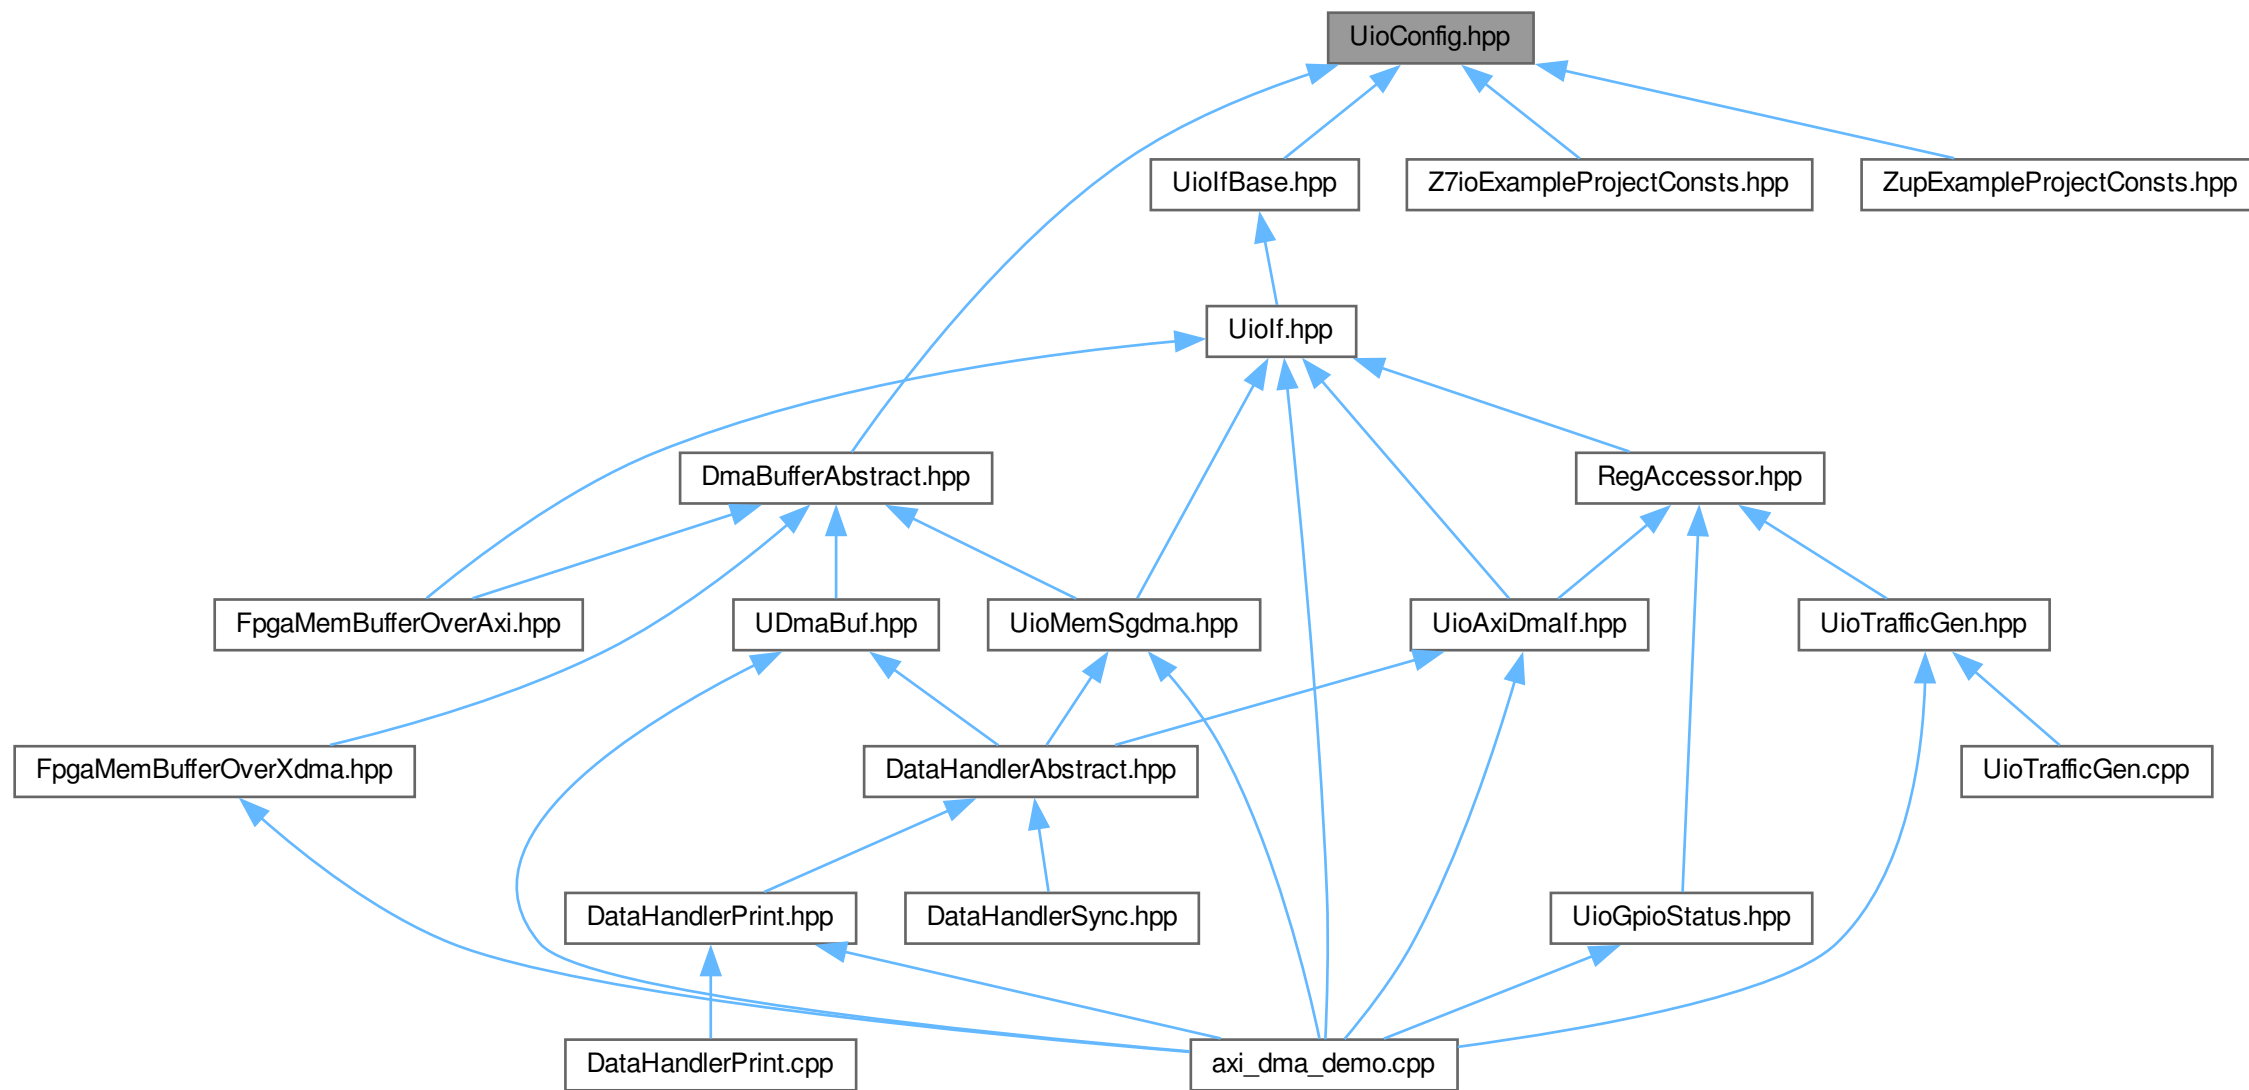 UioConfig.hpp
UioIfBase.hpp
Z7ioExampleProjectConsts.hpp
ZupExampleProjectConsts.hpp
UioIf.hpp
DmaBufferAbstract.hpp
RegAccessor.hpp
FpgaMemBufferOverAxi.hpp
UDmaBuf.hpp
UioMemSgdma.hpp
UioAxiDmaIf.hpp
UioTrafficGen.hpp
FpgaMemBufferOverXdma.hpp
DataHandlerAbstract.hpp
UioTrafficGen.cpp
DataHandlerPrint.hpp
DataHandlerSync.hpp
UioGpioStatus.hpp
DataHandlerPrint.cpp
axi_dma_demo.cpp